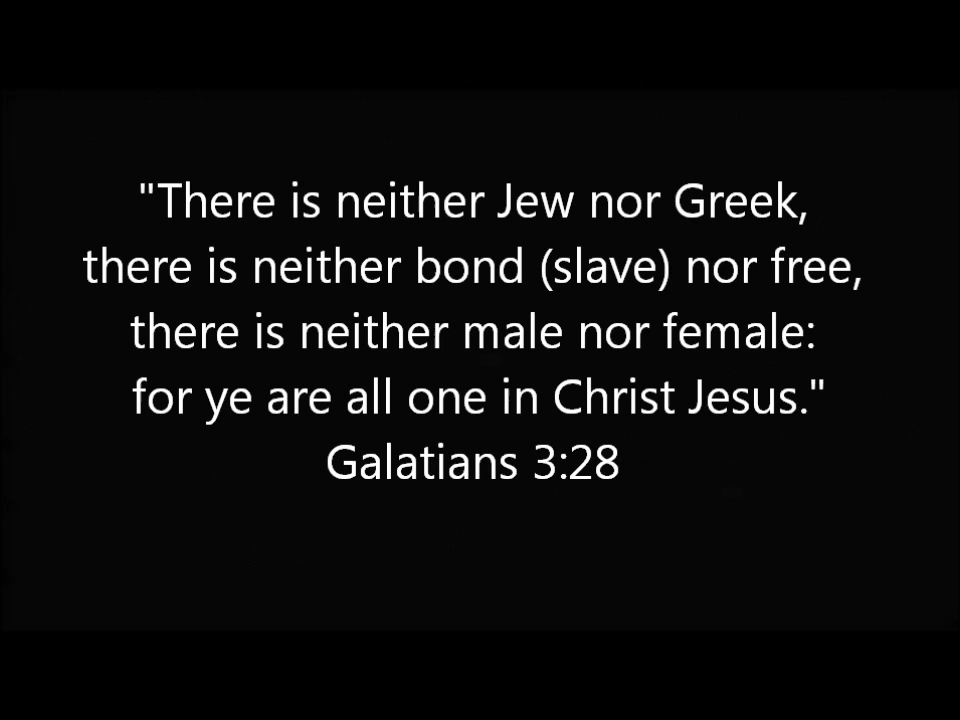 "There is neither Jew nor Greek,
there is neither bond (slave) nor free,
there is neither male nor female:
for ye are all one in Christ Jesus."
Galatians 3:28